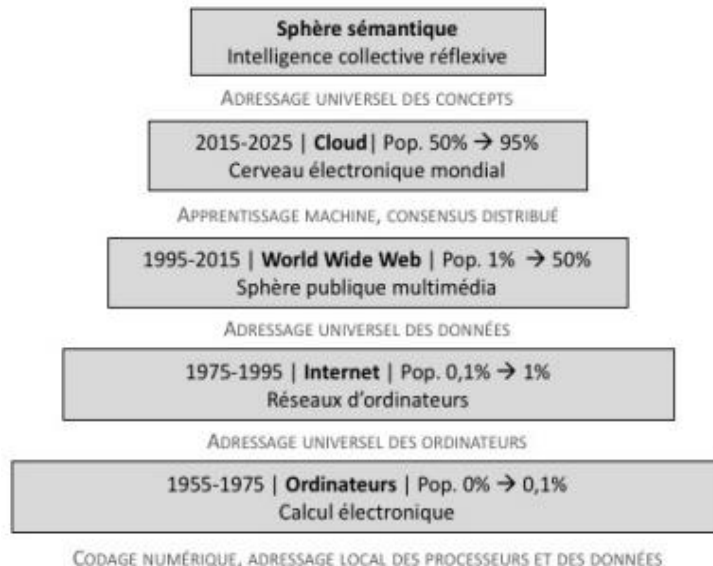 Sphère sémantique
Intelligence collective réflexive
ADRESSAGE UNIVERSEL DES CONCEPTS
2015-2025 | Cloud| Pop. 50% → 95%
Cerveau électronique mondial
APPRENTISSAGE MACHINE, CONSENSUS DISTRIBUÉ
1995-2015 | World Wide Web | Pop. 1% → 50%
Sphère publique multimédia
ADRESSAGE UNIVERSEL DES DONNÉES
1975-1995 | Internet | Pop. 0,1% → 1%
Réseaux d'ordinateurs
ADRESSAGE UNIVERSEL DES ORDINATEURS
1955-1975 | Ordinateurs | Pop. 0% → 0,1%
Calcul électronique
CODAGE NUMÉRIQUE, ADRESSAGE LOCAL DES PROCESSEURS ET DES DONNÉES